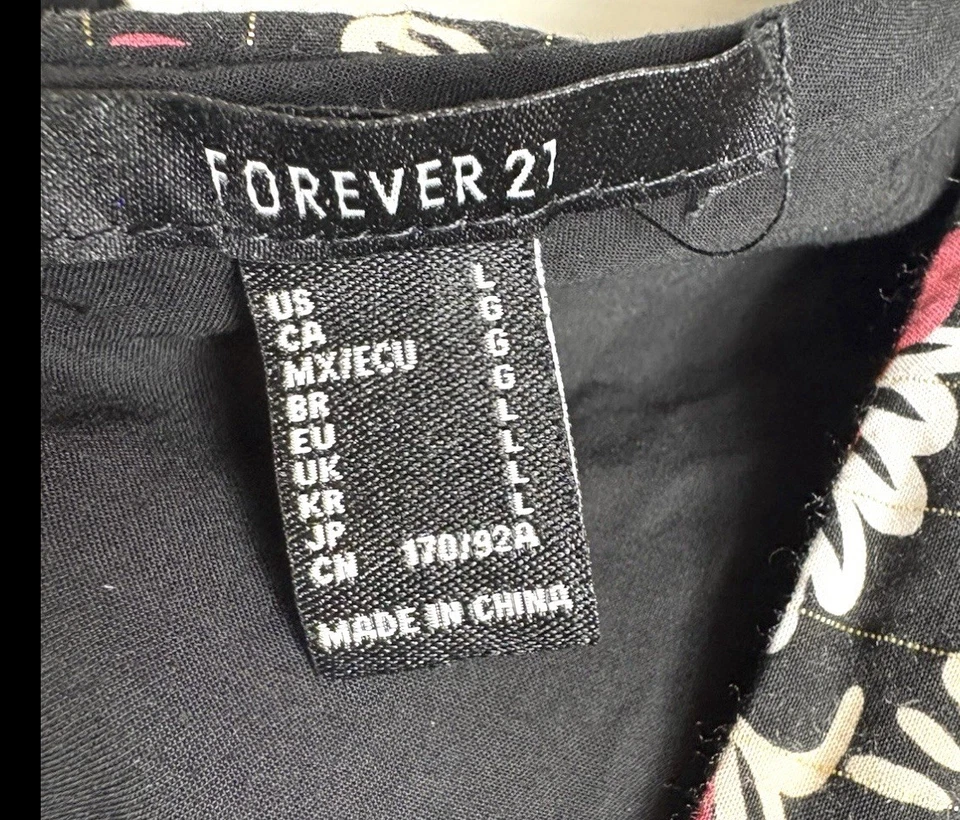 FOREVER 21
US L
CA G
MX/ECU G
BR G
EU L
UK L
KR L
JP L
CN 170/92A
MADE IN CHINA